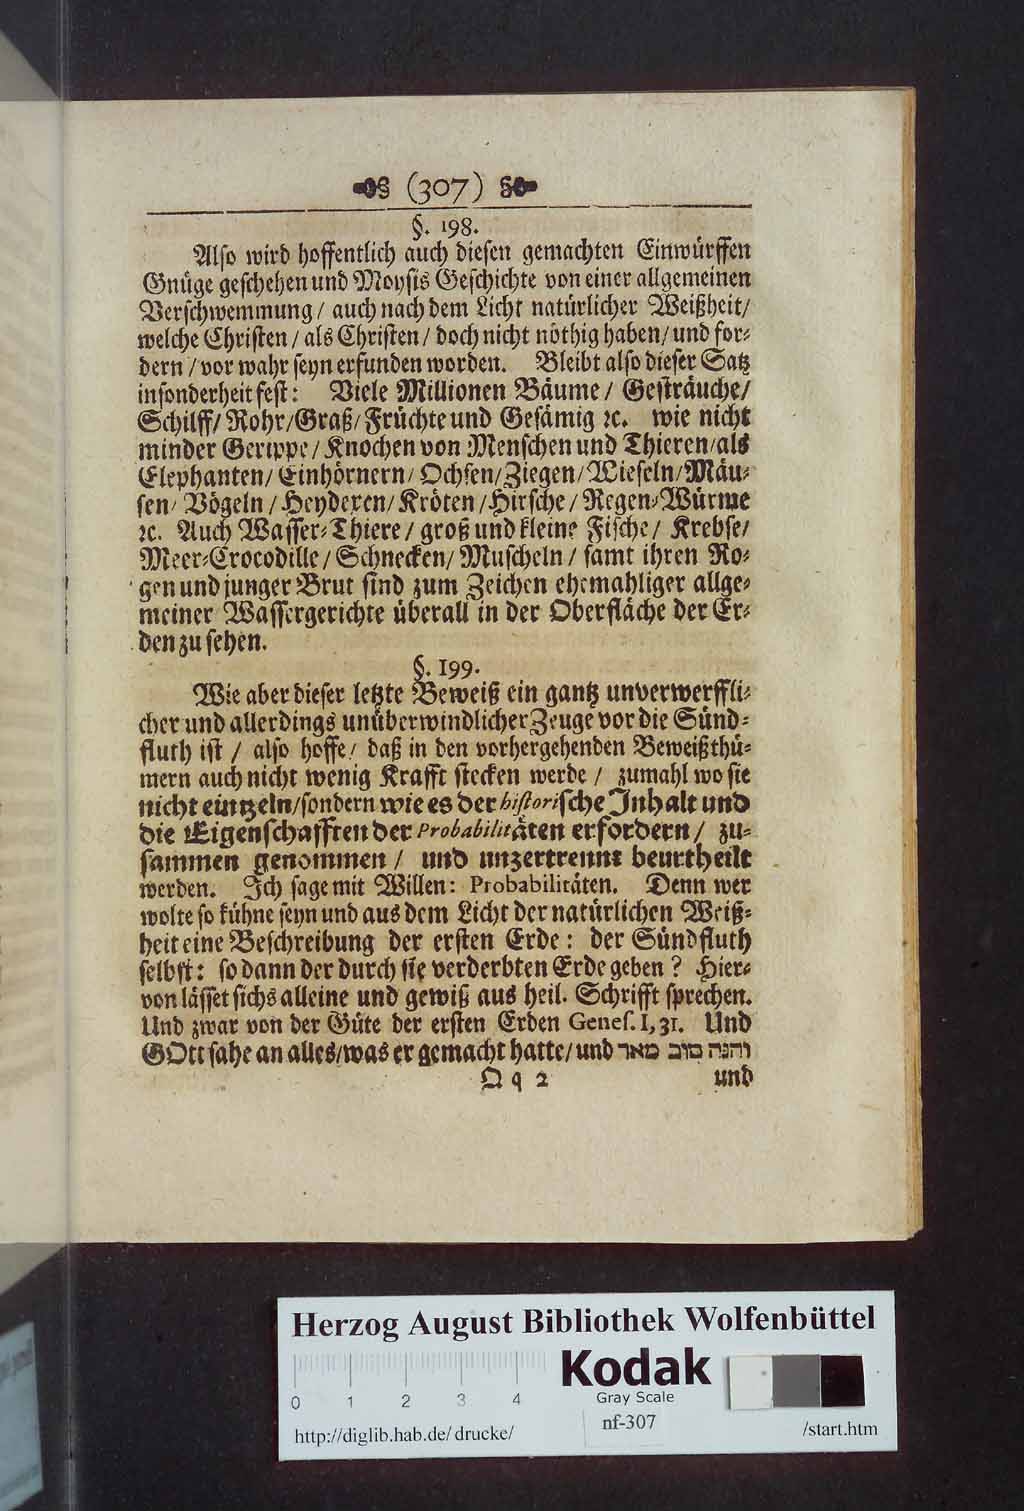 (307)
§. 198.
Also wird hoffentlich auch diesen gemachten Einwürffen
Gnüge geschehen und Moysis Geschichte von einer allgemeinen
Verschwemmung / auch nach dem Licht natürlicher Weißheit/
welche Christen / als Christen / doch nicht nöthig haben / und for⸗
dern / vor wahr seyn erfunden worden. Bleibt also dieser Satz
insonderheit fest: Viele Millionen Bäume / Gesträuche/
Schilff/ Rohr/ Graß/ Früchte und Gesämig ꝛc. wie nicht
minder Gerippe / Knochen von Menschen und Thieren/ als
Elephanten/ Einhörnern/ Ochsen/ Ziegen/ Wieseln/ Mäu⸗
sen/ Vögeln / Heyderen/ Kröten / Hirsche/ Regen⸗Würme
ꝛc. Auch Wasser⸗Thiere / groß und kleine Fische/ Krebse/
Meer⸗Crocodille / Schnecken/ Muscheln / samt ihren Ro⸗
gen und junger Brut sind zum Zeichen ehemahliger allge⸗
meiner Wassergerichte überall in der Oberfläche der Er⸗
den zu sehen.
§. 199.
Wie aber dieser letzte Beweiß ein gantz unverwerffli⸗
cher und allerdings unüberwindlicher Zeuge vor die Sünd⸗
fluth ist / also hoffe/ daß in den vorhergehenden Beweißthü⸗
mern auch nicht wenig Krafft stecken werde / zumahl wo sie
nicht eintzeln/ sondern wie es der historische Inhalt und
die Eigenschafften der Probabilitäten erfordern / zu⸗
sammen genommen / und unzertrennt beurtheilt
werden. Ich sage mit Willen: Probabilitäten. Denn wer
wolte so kühne seyn und aus dem Licht der natürlichen Weiß⸗
heit eine Beschreibung der ersten Erde: der Sündfluth
selbst: so dann der durch sie verderbten Erde geben? Hier⸗
von lässet sichs alleine und gewiß aus heil. Schrifft sprechen.
Und zwar von der Güte der ersten Erden Genes. I, 31. Und
GOtt sahe an alles/ was er gemacht hatte/ und והנה טוב מאר
Qq 2 und
Herzog August Bibliothek Wolfenbüttel
0 1 2 3 4
Kodak
Gray Scale
http://diglib.hab.de/drucke/ nf-307 /start.htm